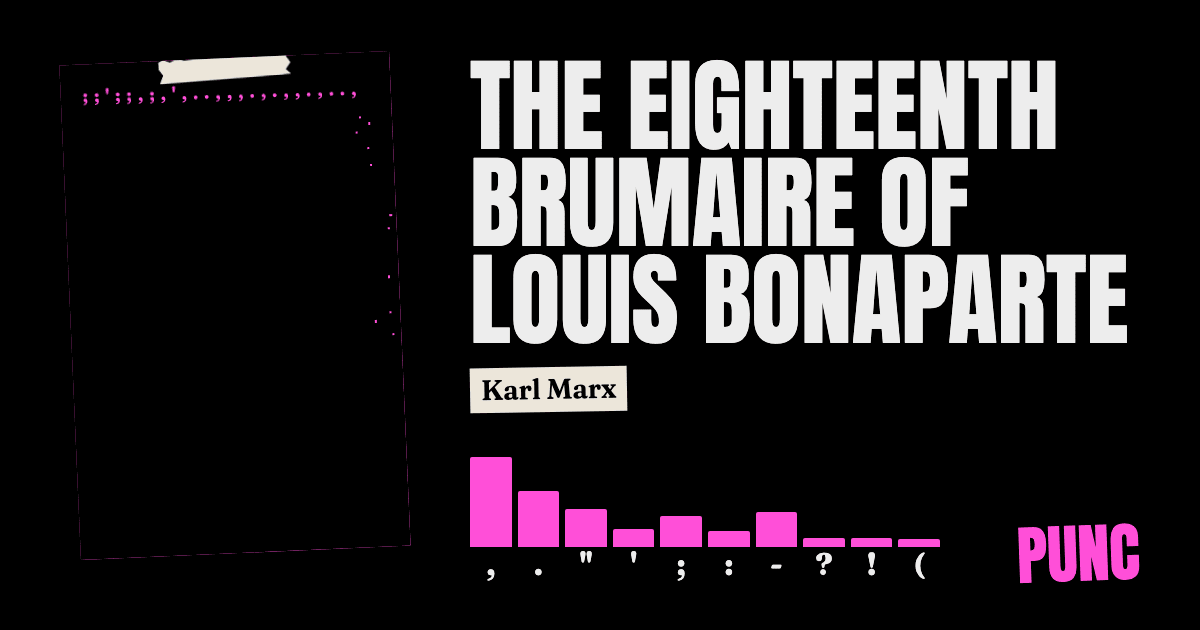 THE EIGHTEENTH
BRUMAIRE OF
LOUIS BONAPARTE
Karl Marx
, . " ' ; : - ? ! (
PUNC